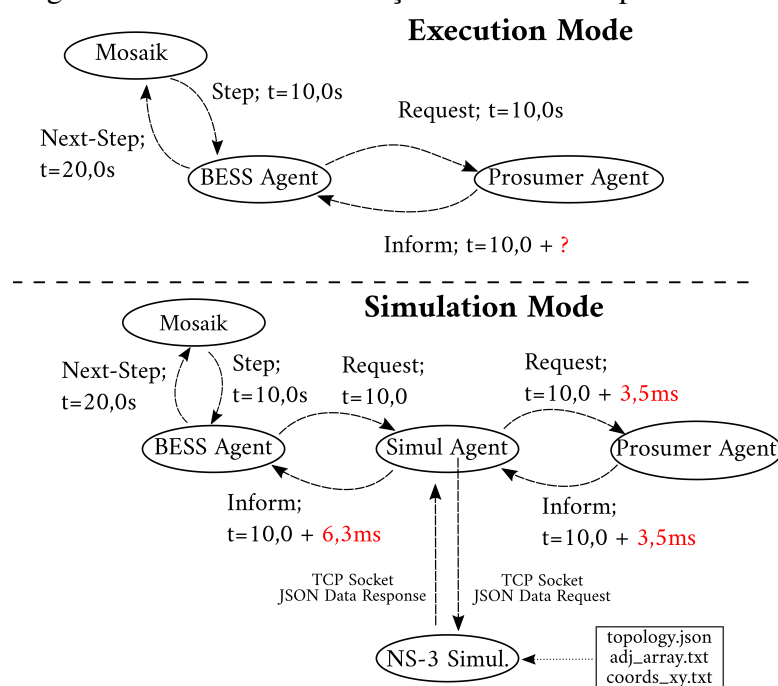 Execution Mode
Mosaik
Step; t=10,0s
Request; t=10,0s
Next-Step;
t=20,0s
BESS Agent
Prosumer Agent
Inform; t=10,0 + ?
Simulation Mode
Mosaik
Next-Step;
t=20,0s
Step;
t=10,0s
Request;
t=10,0
Request;
t=10,0 + 3,5ms
BESS Agent
Simul Agent
Prosumer Agent
Inform;
t=10,0 + 6,3ms
Inform;
t=10,0 + 3,5ms
TCP Socket
JSON Data Response
TCP Socket
JSON Data Request
NS-3 Simul.
topology.json
adj_array.txt
coords_xy.txt